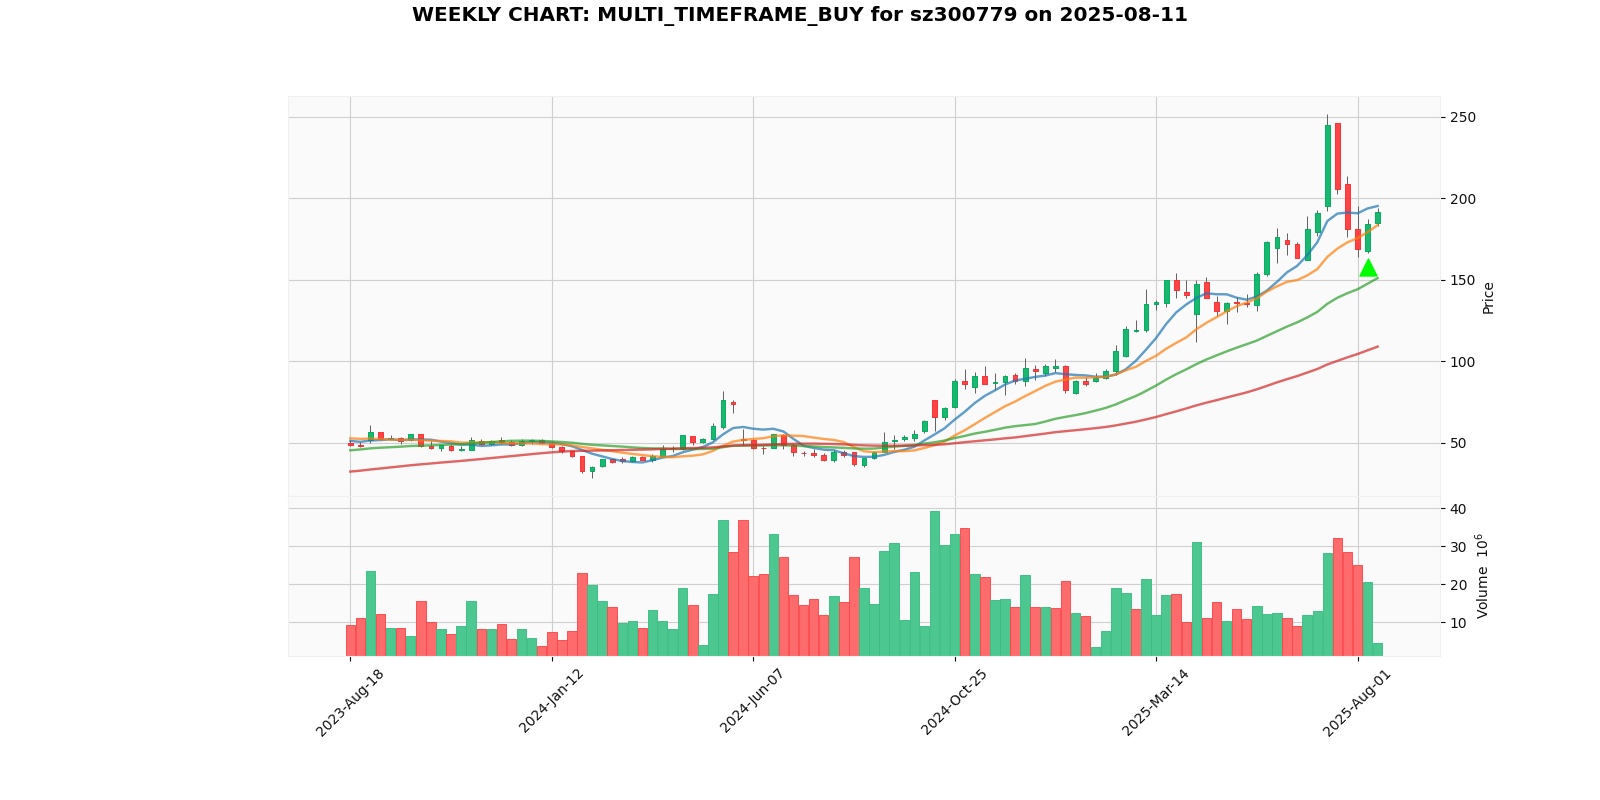 WEEKLY CHART: MULTI_TIMEFRAME_BUY for sz300779 on 2025-08-11
250
200
150
100
50
Price
40
30
20
10
Volume 10^6
2023-Aug-18
2024-Jan-12
2024-Jun-07
2024-Oct-25
2025-Mar-14
2025-Aug-01